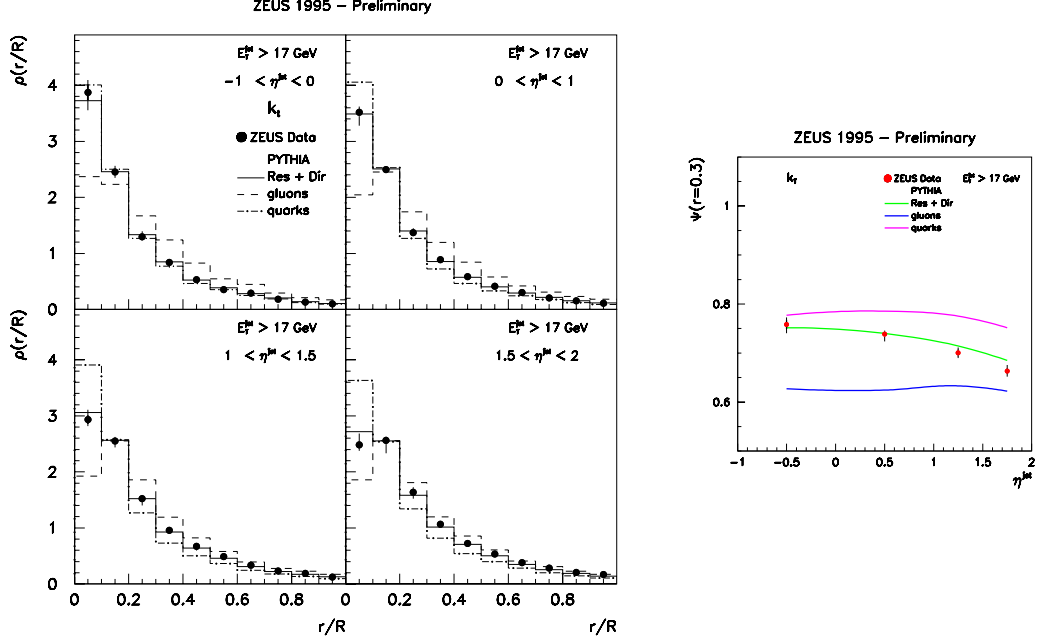 ZEUS 1995 – Preliminary
ρ(r/R)
4
3
2
1
0
E_T^jet > 17 GeV
−1 < η^jet < 0
k_t
ZEUS Data
PYTHIA
Res + Dir
gluons
quarks
E_T^jet > 17 GeV
0 < η^jet < 1
ρ(r/R)
4
3
2
1
0
E_T^jet > 17 GeV
1 < η^jet < 1.5
E_T^jet > 17 GeV
1.5 < η^jet < 2
0 0.2 0.4 0.6 0.8 0 0.2 0.4 0.6 0.8
r/R r/R
ZEUS 1995 – Preliminary
ψ(r=0.3)
1
0.8
0.6
k_T
ZEUS Data E_T^jet > 17 GeV
PYTHIA
Res + Dir
gluons
quarks
−1 −0.5 0 0.5 1 1.5 2
η^jet